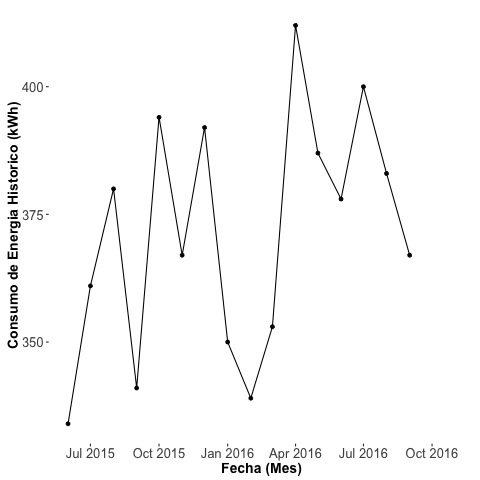 Consumo de Energia Historico (kWh)
400
375
350
Jul 2015 Oct 2015 Jan 2016 Apr 2016 Jul 2016 Oct 2016
Fecha (Mes)